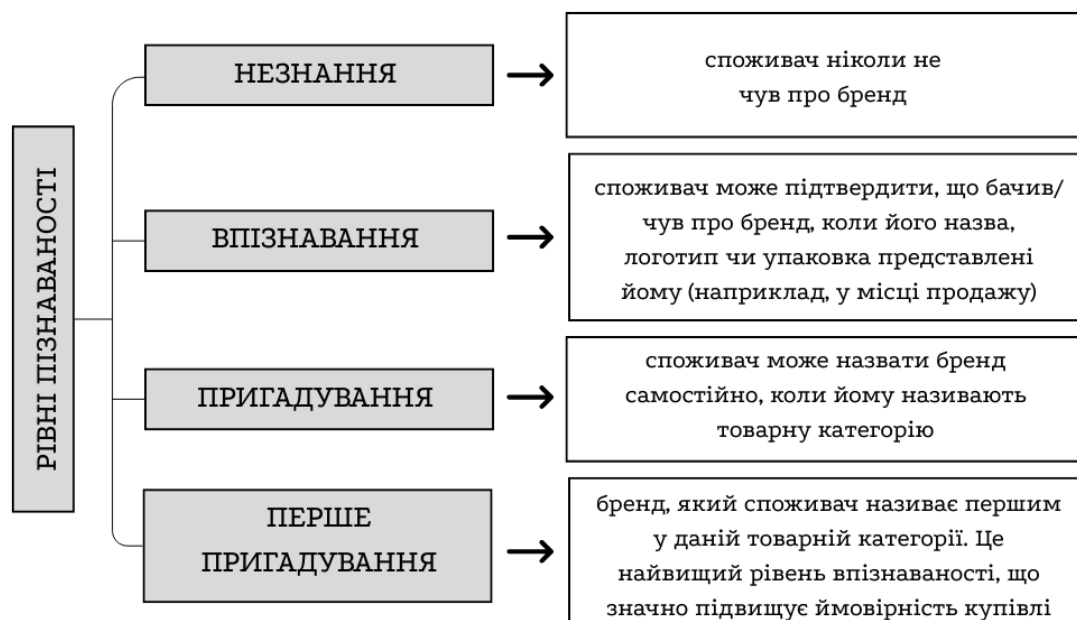 РІВНІ ПІЗНАВАНОСТІ
НЕЗНАННЯ
споживач ніколи не
чув про бренд
ВПІЗНАВАННЯ
споживач може підтвердити, що бачив/
чув про бренд, коли його назва,
логотип чи упаковка представлені
йому (наприклад, у місці продажу)
ПРИГАДУВАННЯ
споживач може назвати бренд
самостійно, коли йому називають
товарну категорію
ПЕРШЕ
ПРИГАДУВАННЯ
бренд, який споживач називає першим
у даній товарній категорії. Це
найвищий рівень впізнаваності, що
значно підвищує ймовірність купівлі